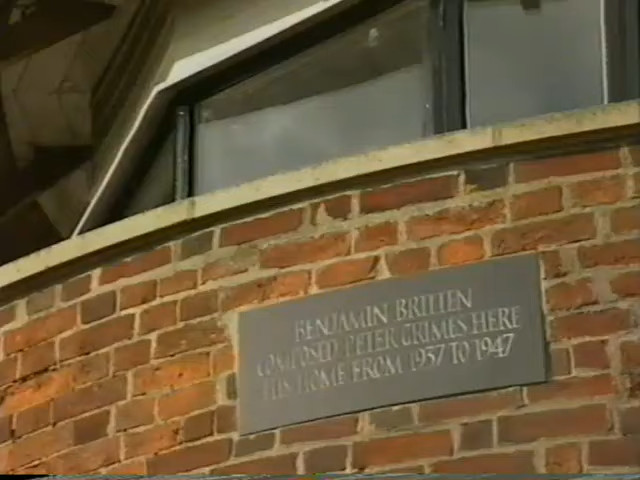 BENJAMIN BRITTEN
COMPOSED PETER GRIMES HERE
HIS HOME FROM 1937 TO 1947